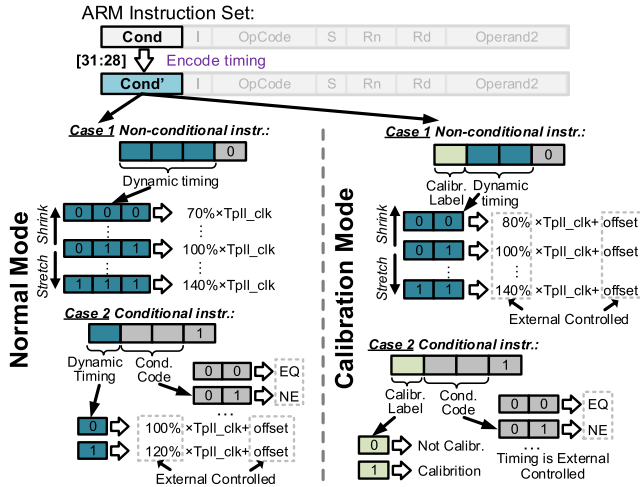 ARM Instruction Set:
Cond I OpCode S Rn Rd Operand2
[31:28] Encode timing
Cond' I OpCode S Rn Rd Operand2
Normal Mode
Case 1 Non-conditional instr.:
0
Dynamic timing
Shrink
Stretch
0 0 0 70%×Tpll_clk
⋮ ⋮
0 1 1 100%×Tpll_clk
⋮ ⋮
1 1 1 140%×Tpll_clk
Case 2 Conditional instr.:
1
Dynamic Cond.
Timing Code
0 0 EQ
0 1 NE
...
0 100% ×Tpll_clk+ offset
1 120% ×Tpll_clk+ offset
External Controlled
Calibration Mode
Case 1 Non-conditional instr.:
0
Calibr. Dynamic
Label timing
Shrink
Stretch
0 0 80% ×Tpll_clk+ offset
0 1 100% ×Tpll_clk+ offset
⋮ ⋮
1 1 140% ×Tpll_clk+ offset
External Controlled
Case 2 Conditional instr.:
1
Calibr. Cond.
Label Code
0 0 EQ
0 1 NE
...
0 Not Calibr.
1 Calibrition
Timing is External
Controlled